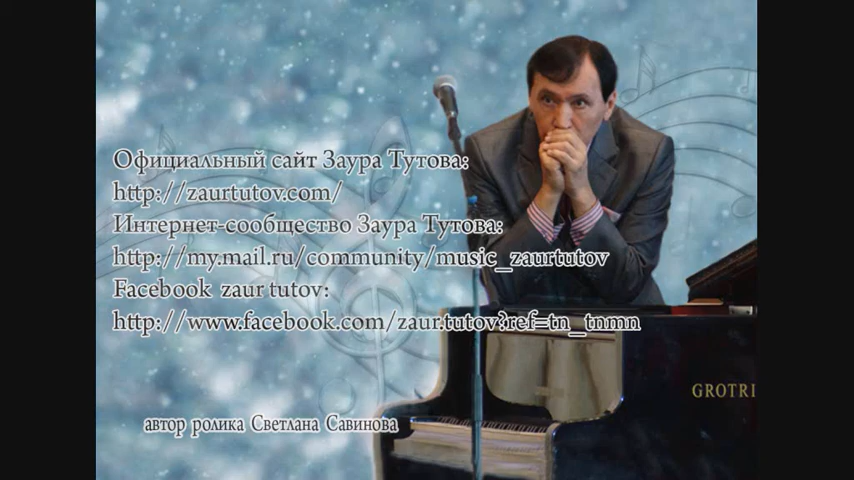 Официальный сайт Заура Тутова:
http://zaurtutov.com/
Интернет-сообщество Заура Тутова:
http://my.mail.ru/community/music_zaurtutov
Facebook zaur tutov:
http://www.facebook.com/zaur.tutov?ref=tn_tnmn
GROTRI
автор ролика Светлана Савинова